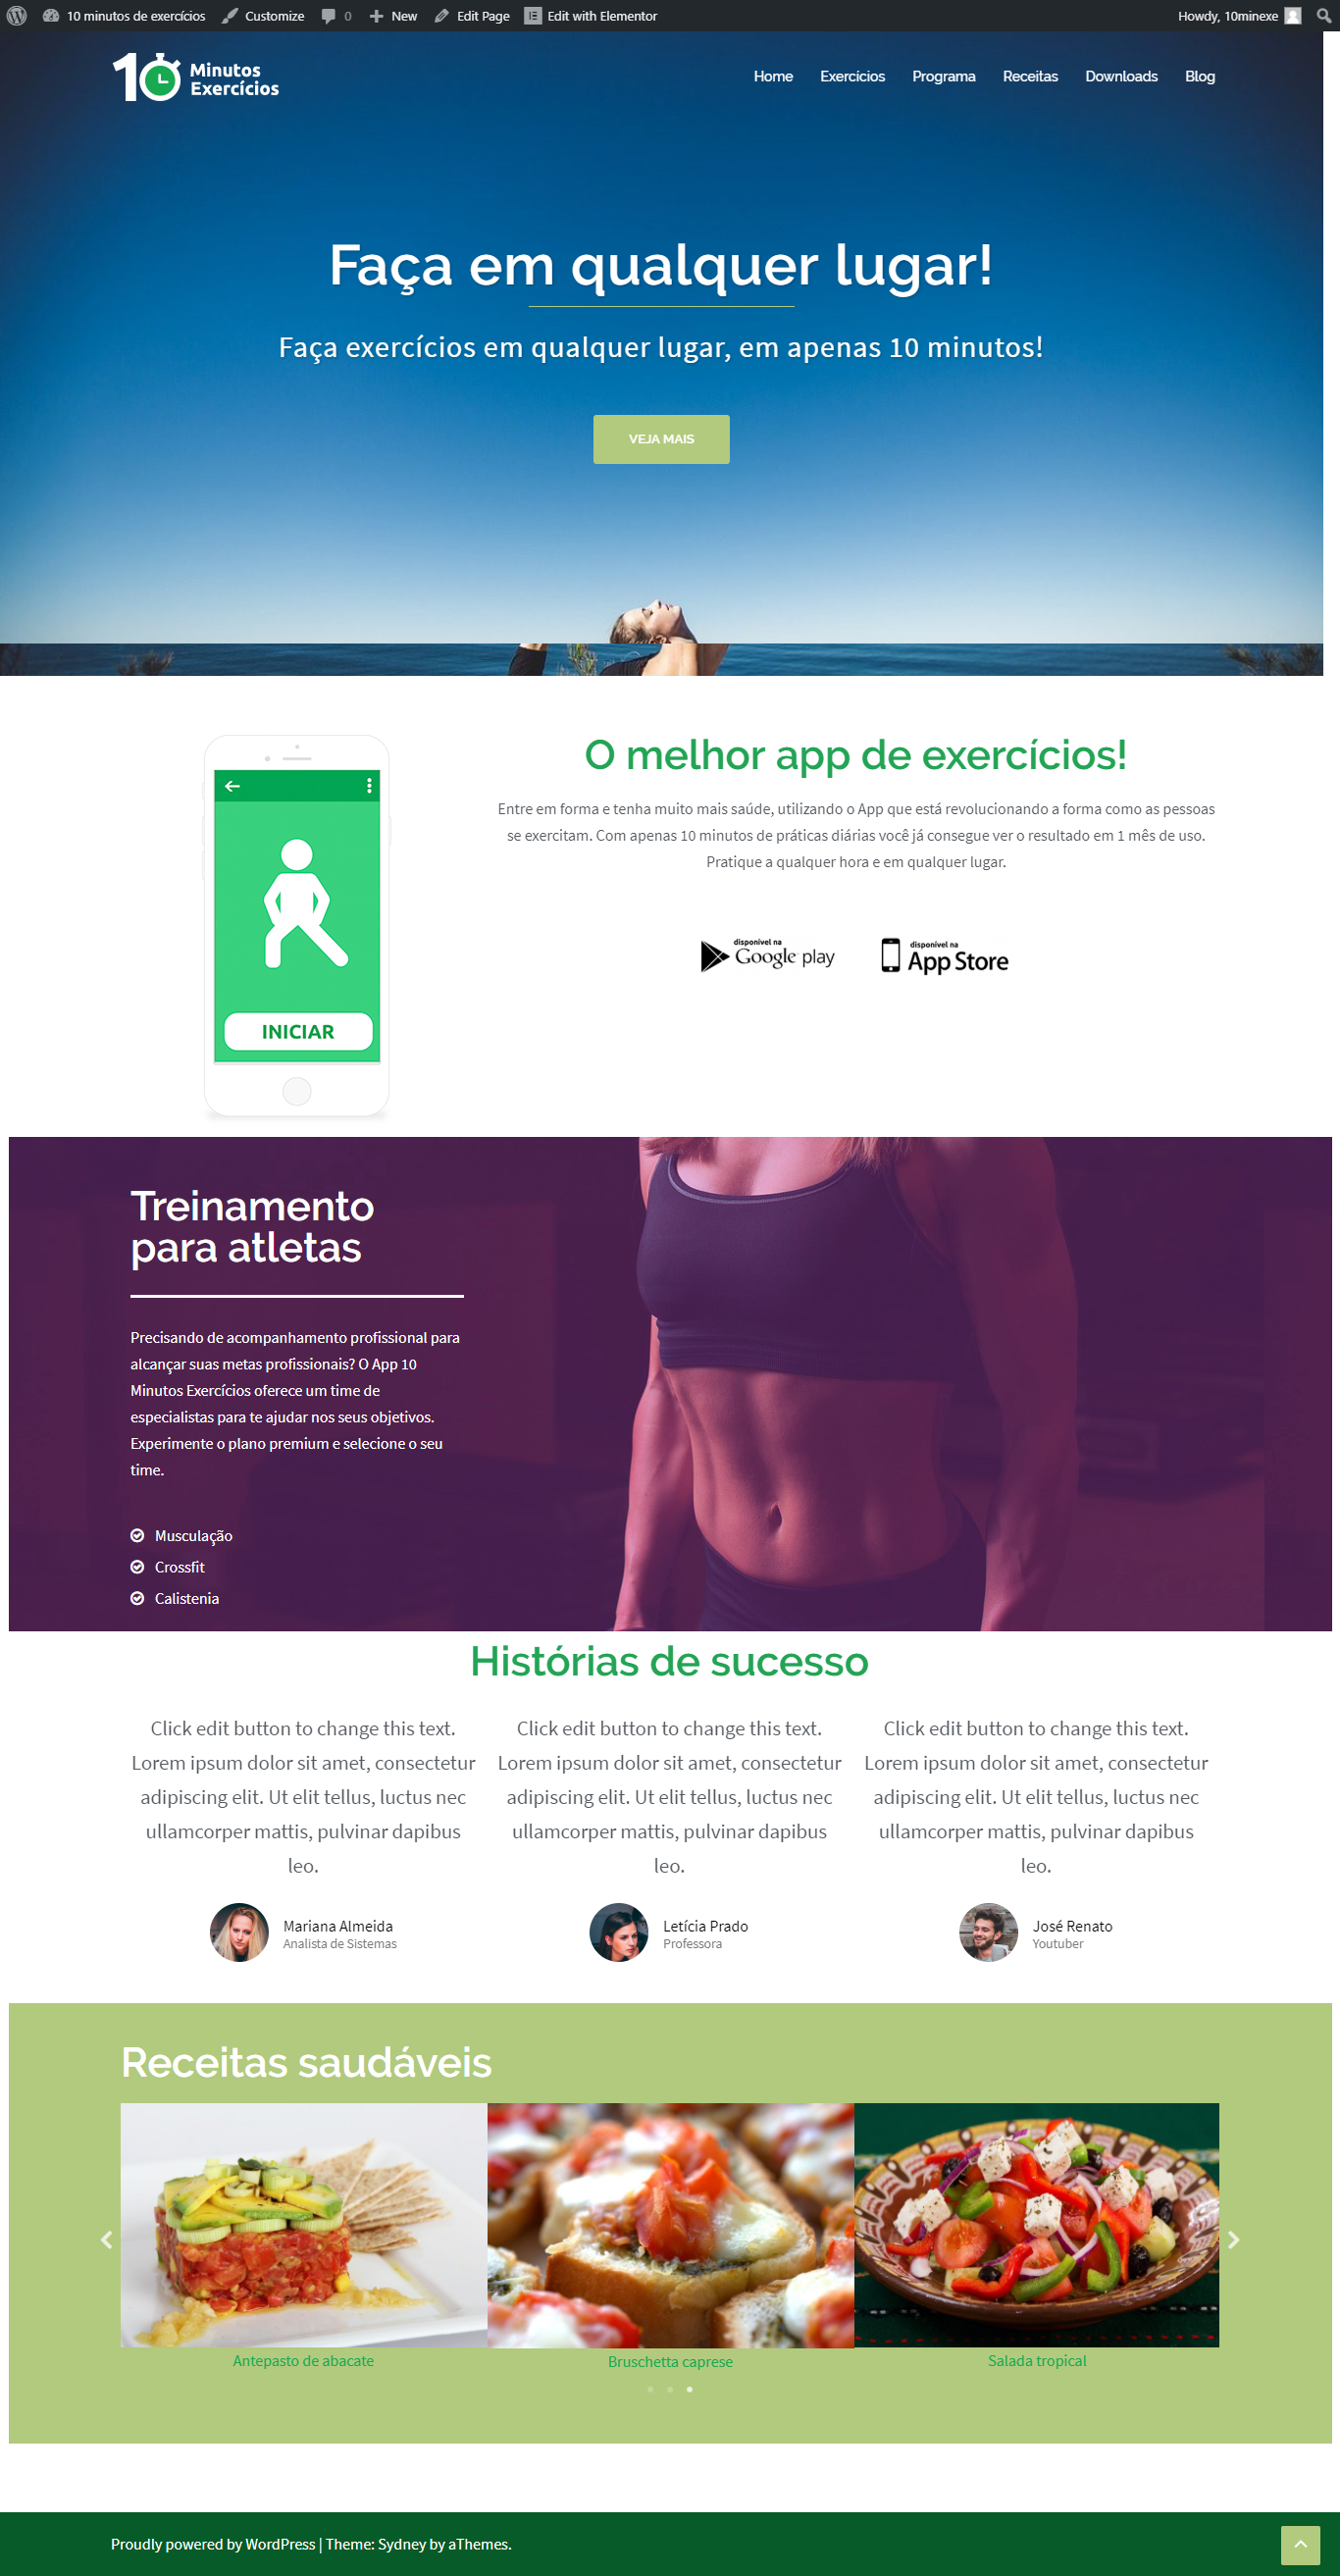 10 minutos de exercícios Customize 0 New Edit Page Edit with Elementor Howdy, 10minexe
10 Minutos
Exercícios
Home Exercícios Programa Receitas Downloads Blog
Faça em qualquer lugar!
Faça exercícios em qualquer lugar, em apenas 10 minutos!
VEJA MAIS
O melhor app de exercícios!
Entre em forma e tenha muito mais saúde, utilizando o App que está revolucionando a forma como as pessoas
se exercitam. Com apenas 10 minutos de práticas diárias você já consegue ver o resultado em 1 mês de uso.
Pratique a qualquer hora e em qualquer lugar.
disponível na
Google play
disponível na
App Store
INICIAR
Treinamento
para atletas
Precisando de acompanhamento profissional para
alcançar suas metas profissionais? O App 10
Minutos Exercícios oferece um time de
especialistas para te ajudar nos seus objetivos.
Experimente o plano premium e selecione o seu
time.
Musculação
Crossfit
Calistenia
Histórias de sucesso
Click edit button to change this text.
Lorem ipsum dolor sit amet, consectetur
adipiscing elit. Ut elit tellus, luctus nec
ullamcorper mattis, pulvinar dapibus
leo.
Mariana Almeida
Analista de Sistemas
Click edit button to change this text.
Lorem ipsum dolor sit amet, consectetur
adipiscing elit. Ut elit tellus, luctus nec
ullamcorper mattis, pulvinar dapibus
leo.
Letícia Prado
Professora
Click edit button to change this text.
Lorem ipsum dolor sit amet, consectetur
adipiscing elit. Ut elit tellus, luctus nec
ullamcorper mattis, pulvinar dapibus
leo.
José Renato
Youtuber
Receitas saudáveis
Antepasto de abacate
Bruschetta caprese
Salada tropical
Proudly powered by WordPress | Theme: Sydney by aThemes.